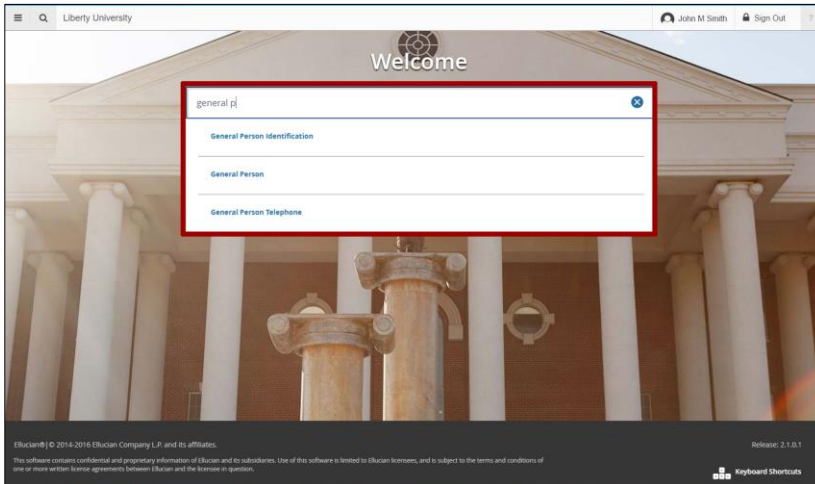 Liberty University
John M Smith
Sign Out
?
Welcome
general p
General Person Identification
General Person
General Person Telephone
Ellucian® | © 2014-2016 Ellucian Company L.P. and its affiliates.
Release: 2.1.0.1
This software contains confidential and proprietary information of Ellucian and its subsidiaries. Use of this software is limited to Ellucian licensees, and is subject to the terms and conditions of
one or more written license agreements between Ellucian and the licensee in question.
Keyboard Shortcuts